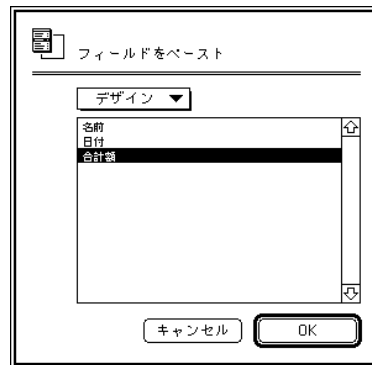 フィールドをペースト
デザイン
名前
日付
合計額
キャンセル
OK